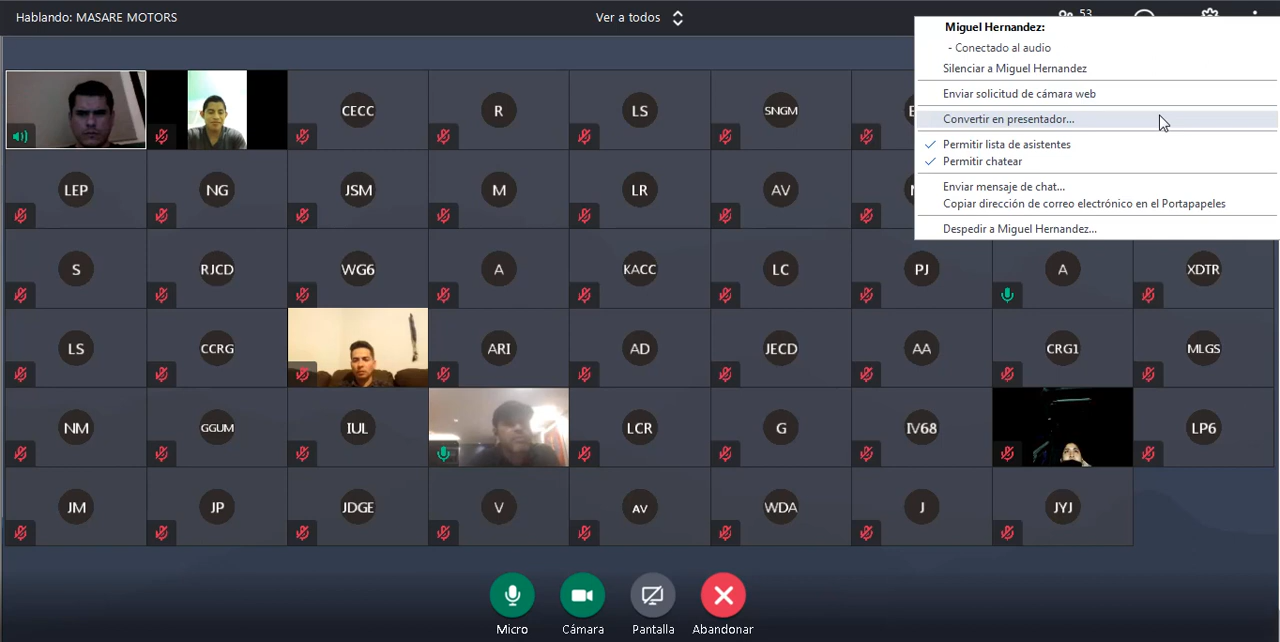 Hablando: MASARE MOTORS
Ver a todos
53
Miguel Hernandez:
- Conectado al audio
Silenciar a Miguel Hernandez
Enviar solicitud de cámara web
Convertir en presentador...
Permitir lista de asistentes
Permitir chatear
Enviar mensaje de chat...
Copiar dirección de correo electrónico en el Portapapeles
Despedir a Miguel Hernandez...
CECC
R
LS
SNGM
LEP
NG
JSM
M
LR
AV
S
RJCD
WG6
A
KACC
LC
PJ
A
XDTR
LS
CCRG
ARI
AD
JECD
AA
CRG1
MLGS
NM
GGUM
IUL
LCR
G
IV68
LP6
JM
JP
JDGE
V
AV
WDA
J
JYJ
Micro
Cámara
Pantalla
Abandonar